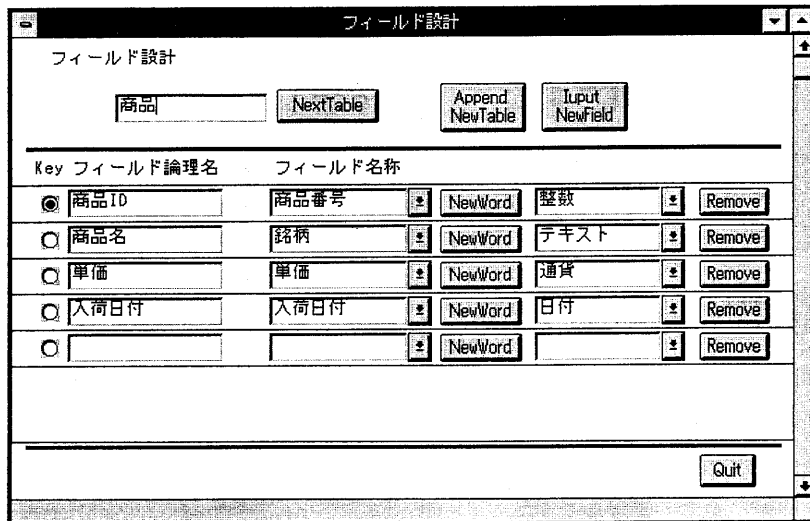 フィールド設計
フィールド設計
商品 NextTable Append NewTable Iuput NewField
Key フィールド論理名 フィールド名称
商品ID 商品番号 NewWord 整数 Remove
商品名 銘柄 NewWord テキスト Remove
単価 単価 NewWord 通貨 Remove
入荷日付 入荷日付 NewWord 日付 Remove
NewWord Remove
Quit